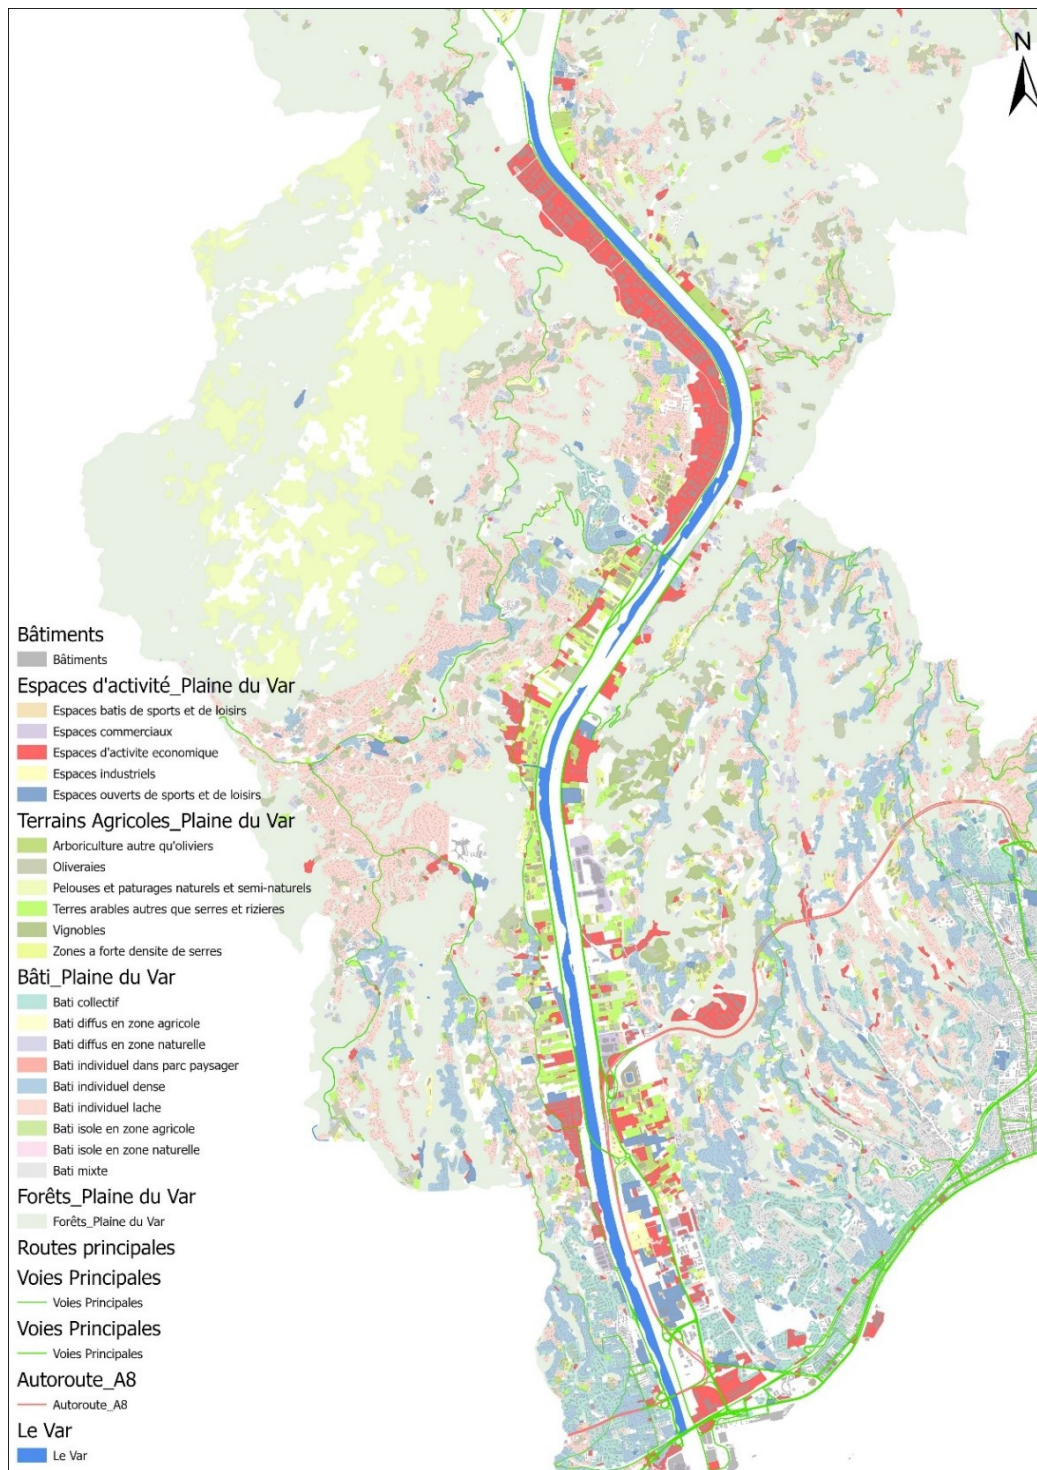 N
Bâtiments
Bâtiments
Espaces d'activité_Plaine du Var
Espaces batis de sports et de loisirs
Espaces commerciaux
Espaces d'activite economique
Espaces industriels
Espaces ouverts de sports et de loisirs
Terrains Agricoles_Plaine du Var
Arboriculture autre qu'oliviers
Oliveraies
Pelouses et paturages naturels et semi-naturels
Terres arables autres que serres et rizieres
Vignobles
Zones a forte densite de serres
Bâti_Plaine du Var
Bati collectif
Bati diffus en zone agricole
Bati diffus en zone naturelle
Bati individuel dans parc paysager
Bati individuel dense
Bati individuel lache
Bati isole en zone agricole
Bati isole en zone naturelle
Bati mixte
Forêts_Plaine du Var
Forêts_Plaine du Var
Routes principales
Voies Principales
Voies Principales
Voies Principales
Voies Principales
Autoroute_A8
Autoroute_A8
Le Var
Le Var